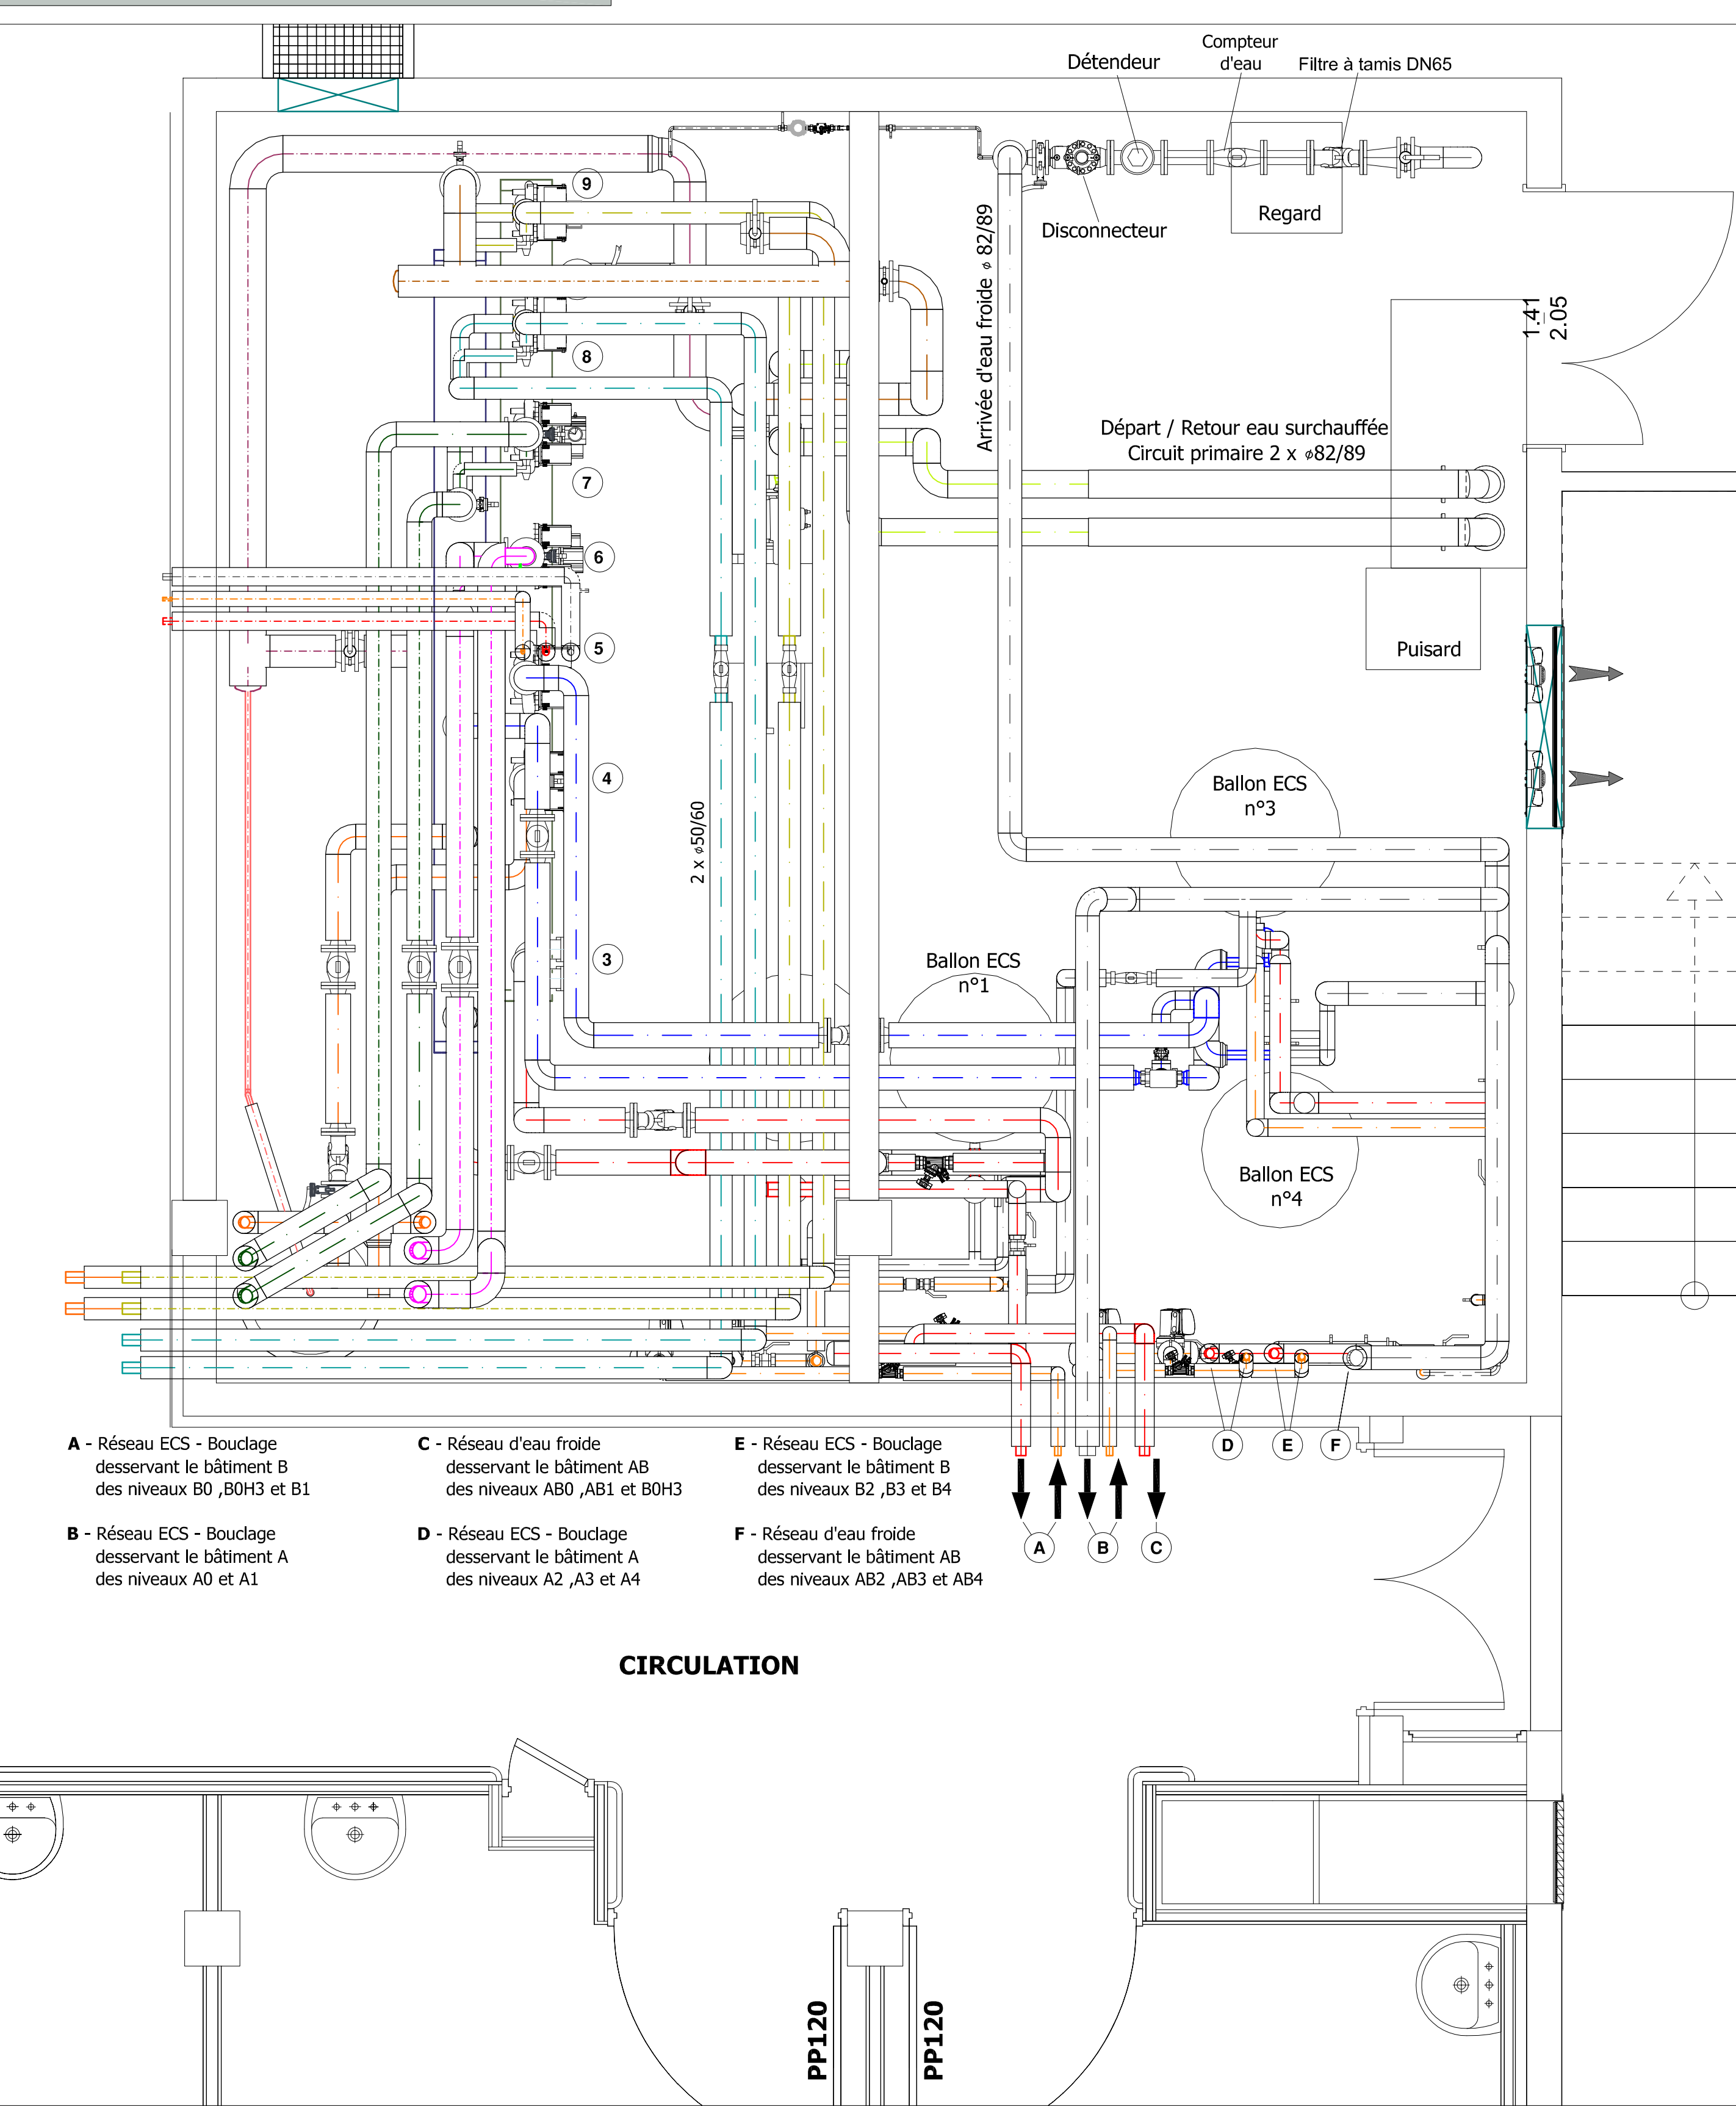 Compteur
d'eau
Détendeur
Filtre à tamis DN65
Disconnecteur
Regard
Arrivée d'eau froide ⌀ 82/89
1.41
2.05
Départ / Retour eau surchauffée
Circuit primaire 2 x ⌀82/89
9
8
7
6
5
4
3
Puisard
2 x ⌀50/60
Ballon ECS
n°3
Ballon ECS
n°1
Ballon ECS
n°4
A - Réseau ECS - Bouclage
desservant le bâtiment B
des niveaux B0 ,B0H3 et B1
B - Réseau ECS - Bouclage
desservant le bâtiment A
des niveaux A0 et A1
C - Réseau d'eau froide
desservant le bâtiment AB
des niveaux AB0 ,AB1 et B0H3
D - Réseau ECS - Bouclage
desservant le bâtiment A
des niveaux A2 ,A3 et A4
E - Réseau ECS - Bouclage
desservant le bâtiment B
des niveaux B2 ,B3 et B4
F - Réseau d'eau froide
desservant le bâtiment AB
des niveaux AB2 ,AB3 et AB4
D
E
F
A
B
C
CIRCULATION
PP120
PP120